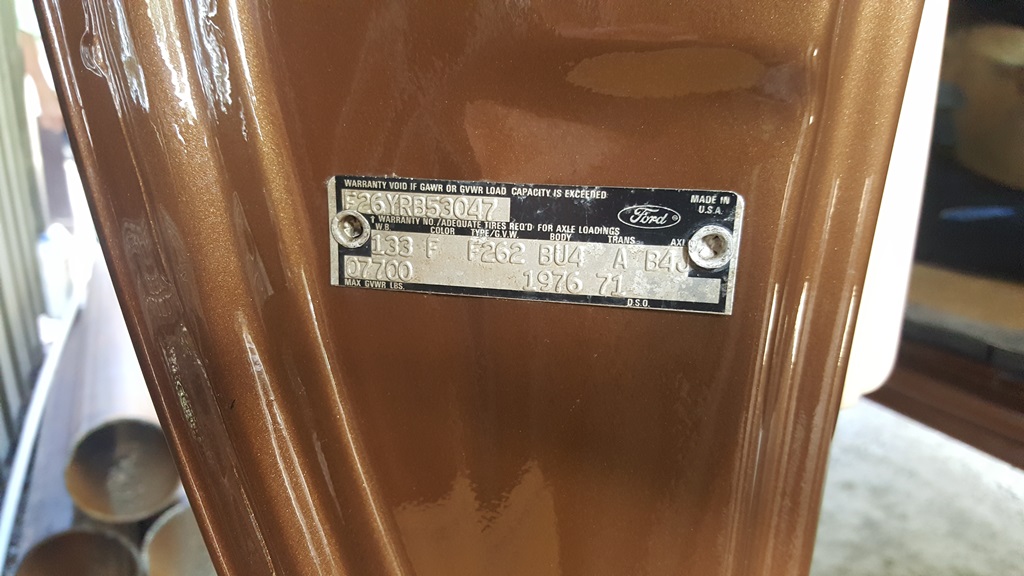 WARRANTY VOID IF GAWR OR GVWR LOAD CAPACITY IS EXCEEDED
F26YRB53047
MADE IN
U.S.A.
Ford ®
↑ WARRANTY NO./ADEQUATE TIRES REQ'D FOR AXLE LOADINGS
W.B. COLOR TYPE/G.V.W. BODY TRANS.
133 F F262 BU4 A
07700 1976 71
MAX GVWR LBS. D.S.O.